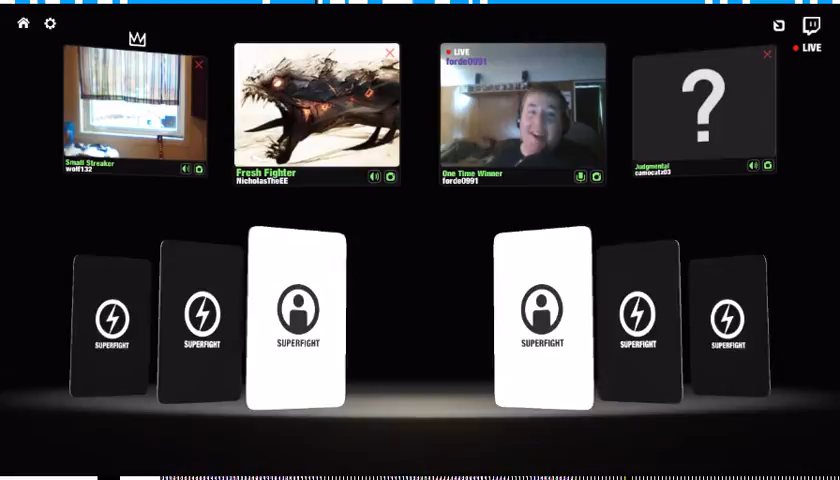 LIVE
LIVE
forde0991
Small Streaker
wolf132
Fresh Fighter
NicholasTheEE
One Time Winner
forde0991
Judgmental
camocatz03
SUPERFIGHT
SUPERFIGHT
SUPERFIGHT
SUPERFIGHT
SUPERFIGHT
SUPERFIGHT